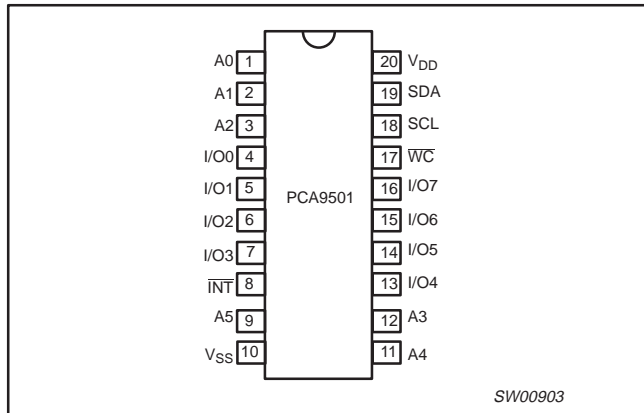 A0 1 20 VDD
A1 2 19 SDA
A2 3 18 SCL
I/O0 4 17 W̅C̅
I/O1 5 16 I/O7
PCA9501
I/O2 6 15 I/O6
I/O3 7 14 I/O5
I̅N̅T̅ 8 13 I/O4
A5 9 12 A3
VSS 10 11 A4
SW00903